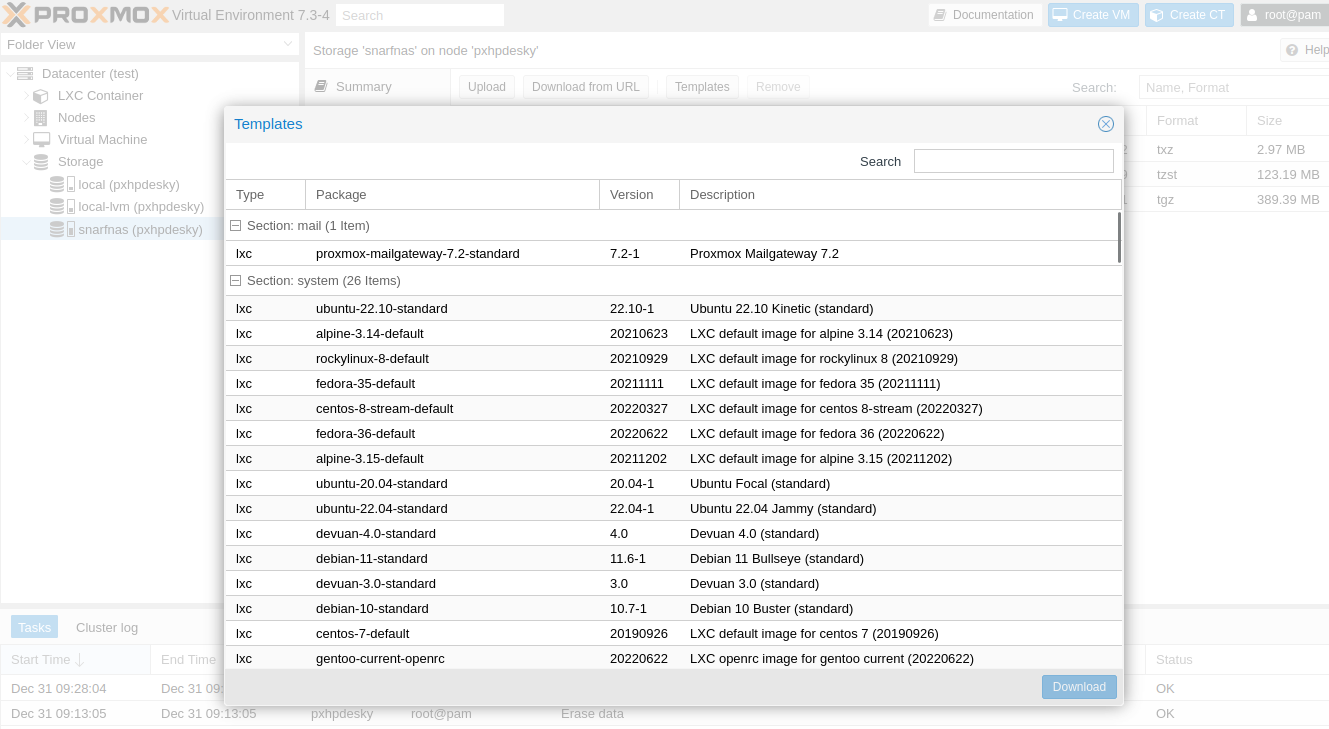 PROXMOX Virtual Environment 7.3-4 Search Documentation Create VM Create CT root@pam
Folder View
Storage 'snarfnas' on node 'pxhpdesky' Help
Datacenter (test)
LXC Container
Nodes
Virtual Machine
Storage
local (pxhpdesky)
local-lvm (pxhpdesky)
snarfnas (pxhpdesky)
Summary Upload Download from URL Templates Remove Search: Name, Format
Format Size
2 txz 2.97 MB
9 tzst 123.19 MB
1 tgz 389.39 MB
Templates
Search
Type Package Version Description
Section: mail (1 Item)
lxc proxmox-mailgateway-7.2-standard 7.2-1 Proxmox Mailgateway 7.2
Section: system (26 Items)
lxc ubuntu-22.10-standard 22.10-1 Ubuntu 22.10 Kinetic (standard)
lxc alpine-3.14-default 20210623 LXC default image for alpine 3.14 (20210623)
lxc rockylinux-8-default 20210929 LXC default image for rockylinux 8 (20210929)
lxc fedora-35-default 20211111 LXC default image for fedora 35 (20211111)
lxc centos-8-stream-default 20220327 LXC default image for centos 8-stream (20220327)
lxc fedora-36-default 20220622 LXC default image for fedora 36 (20220622)
lxc alpine-3.15-default 20211202 LXC default image for alpine 3.15 (20211202)
lxc ubuntu-20.04-standard 20.04-1 Ubuntu Focal (standard)
lxc ubuntu-22.04-standard 22.04-1 Ubuntu 22.04 Jammy (standard)
lxc devuan-4.0-standard 4.0 Devuan 4.0 (standard)
lxc debian-11-standard 11.6-1 Debian 11 Bullseye (standard)
lxc devuan-3.0-standard 3.0 Devuan 3.0 (standard)
lxc debian-10-standard 10.7-1 Debian 10 Buster (standard)
lxc centos-7-default 20190926 LXC default image for centos 7 (20190926)
lxc gentoo-current-openrc 20220622 LXC openrc image for gentoo current (20220622)
Download
Tasks Cluster log
Start Time End Time Status
Dec 31 09:28:04 Dec 31 09: OK
Dec 31 09:13:05 Dec 31 09:13:05 pxhpdesky root@pam Erase data OK